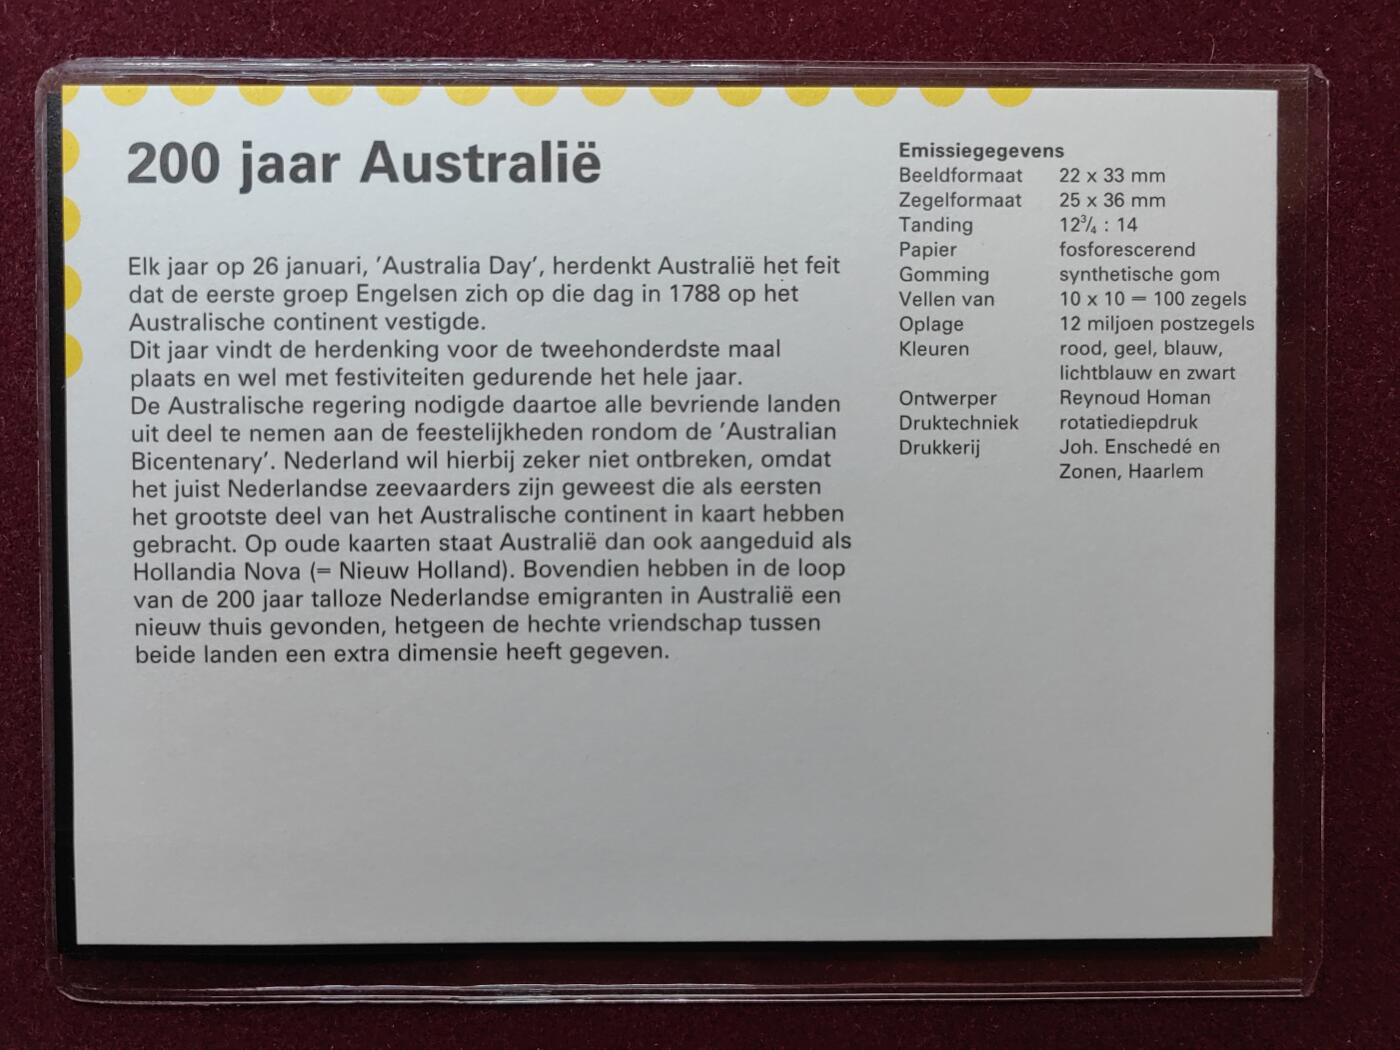 200 jaar Australië
Elk jaar op 26 januari, 'Australia Day', herdenkt Australië het feit
dat de eerste groep Engelsen zich op die dag in 1788 op het
Australische continent vestigde.
Dit jaar vindt de herdenking voor de tweehonderdste maal
plaats en wel met festiviteiten gedurende het hele jaar.
De Australische regering nodigde daartoe alle bevriende landen
uit deel te nemen aan de feestelijkheden rondom de 'Australian
Bicentenary'. Nederland wil hierbij zeker niet ontbreken, omdat
het juist Nederlandse zeevaarders zijn geweest die als eersten
het grootste deel van het Australische continent in kaart hebben
gebracht. Op oude kaarten staat Australië dan ook aangeduid als
Hollandia Nova (= Nieuw Holland). Bovendien hebben in de loop
van de 200 jaar talloze Nederlandse emigranten in Australië een
nieuw thuis gevonden, hetgeen de hechte vriendschap tussen
beide landen een extra dimensie heeft gegeven.
Emissiegegevens
Beeldformaat 22 x 33 mm
Zegelformaat 25 x 36 mm
Tanding 12¾ : 14
Papier fosforescerend
Gomming synthetische gom
Vellen van 10 x 10 = 100 zegels
Oplage 12 miljoen postzegels
Kleuren rood, geel, blauw,
lichtblauw en zwart
Ontwerper Reynoud Homan
Druktechniek rotatiediepdruk
Drukkerij Joh. Enschedé en
Zonen, Haarlem